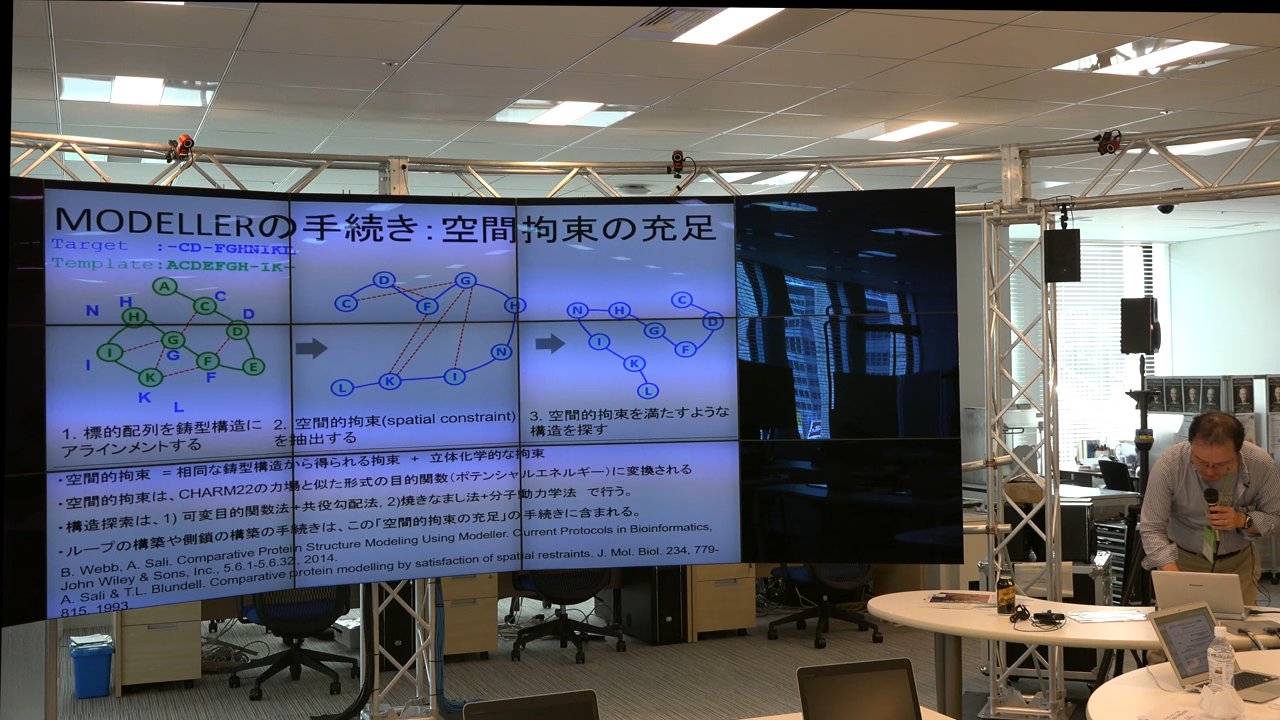 MODELLERの手続き：空間拘束の充足
Target :-CD-FGHNIKL
Template:ACDEFGH-IK-
A
C C
H H N D D
G G
I I F F E
K K
L
D G
C F H
N
L K I
N H C
G D
I F
K
L
1. 標的配列を鋳型構造に
アラインメントする
2. 空間的拘束(spatial constraint)
を抽出する
3. 空間的拘束を満たすような
構造を探す
・空間的拘束 = 相同な鋳型構造から得られる拘束 + 立体化学的な拘束
・空間的拘束は、CHARM22の力場と似た形式の目的関数(ポテンシャルエネルギー)に変換される
・構造探索は、1) 可変目的関数法+共役勾配法, 2)焼きなまし法+分子動力学法 で行う。
・ループの構築や側鎖の構築の手続きは、この「空間的拘束の充足」の手続きに含まれる。
B. Webb, A. Sali. Comparative Protein Structure Modeling Using Modeller. Current Protocols in Bioinformatics,
John Wiley & Sons, Inc., 5.6.1-5.6.32, 2014.
A. Sali & T.L. Blundell. Comparative protein modelling by satisfaction of spatial restraints. J. Mol. Biol. 234, 779-
815, 1993.